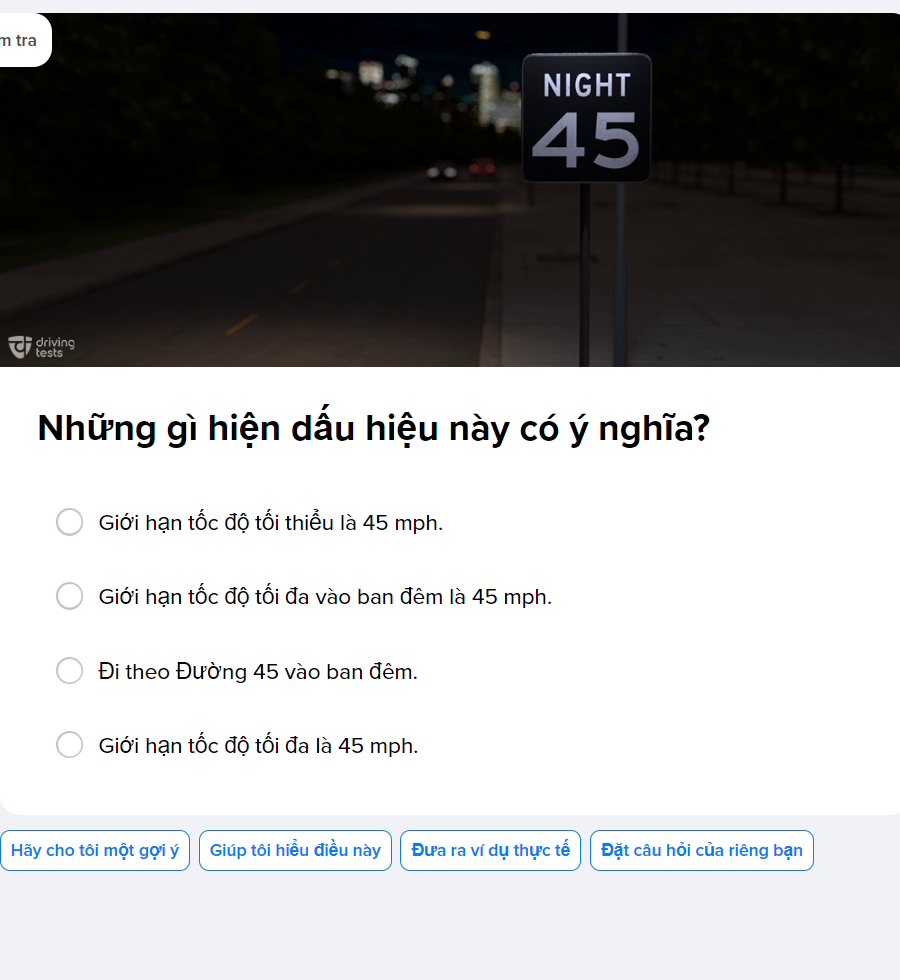 m tra
NIGHT
45
driving
tests
Những gì hiện dấu hiệu này có ý nghĩa?
Giới hạn tốc độ tối thiểu là 45 mph.
Giới hạn tốc độ tối đa vào ban đêm là 45 mph.
Đi theo Đường 45 vào ban đêm.
Giới hạn tốc độ tối đa là 45 mph.
Hãy cho tôi một gợi ý
Giúp tôi hiểu điều này
Đưa ra ví dụ thực tế
Đặt câu hỏi của riêng bạn